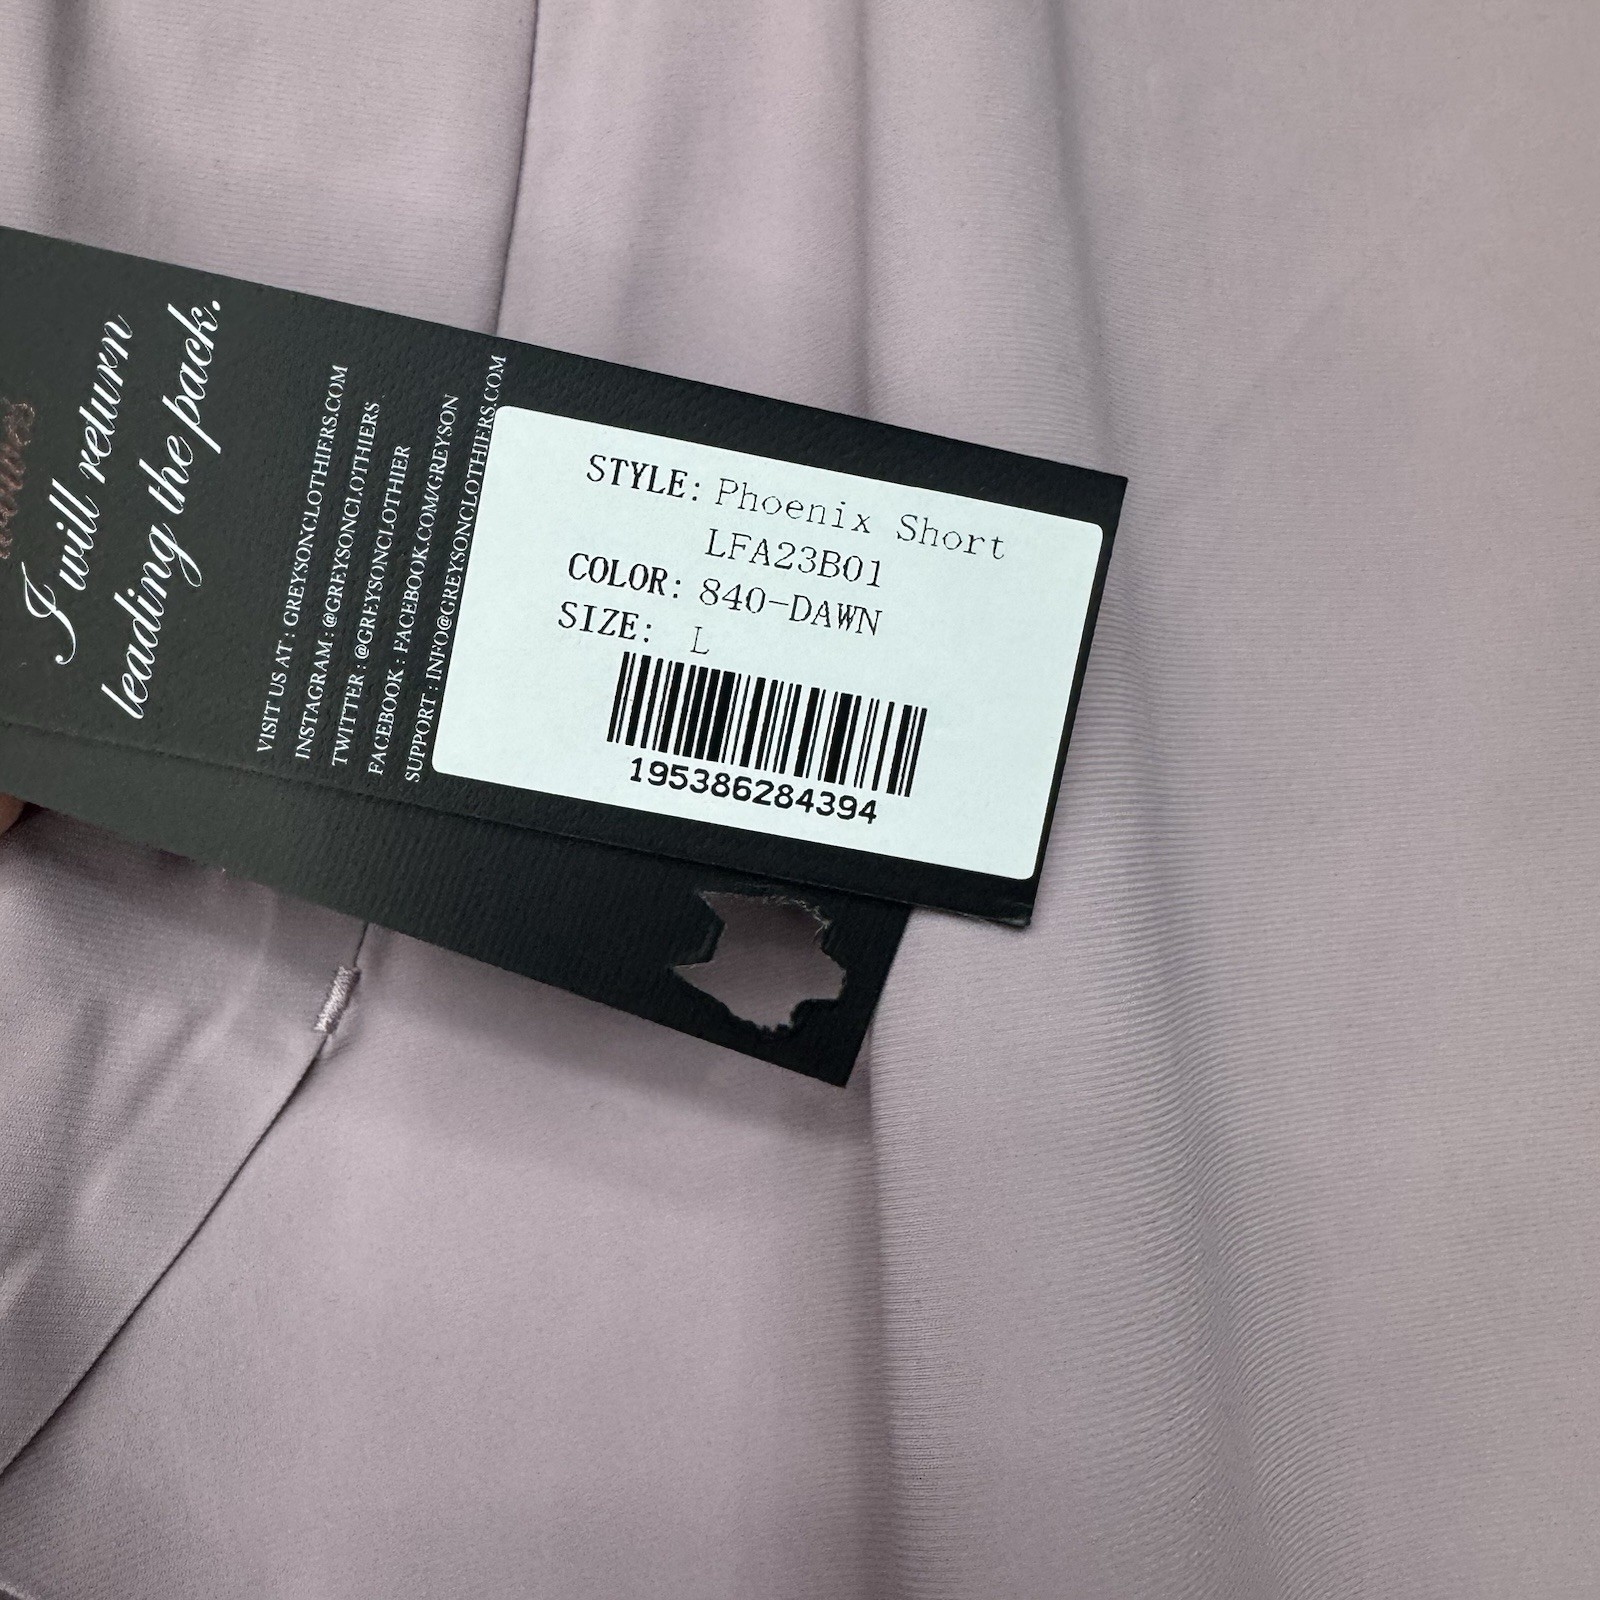 I will return
leading the pack.
VISIT US AT : GREYSONCLOTHIERS.COM
INSTAGRAM : @GREYSONCLOTHIERS
TWITTER : @GREYSONCLOTHIER
FACEBOOK : FACEBOOK.COM/GREYSON
SUPPORT : INFO@GREYSONCLOTHIERS.COM
STYLE: Phoenix Short
LFA23B01
COLOR: 840-DAWN
SIZE: L
195386284394